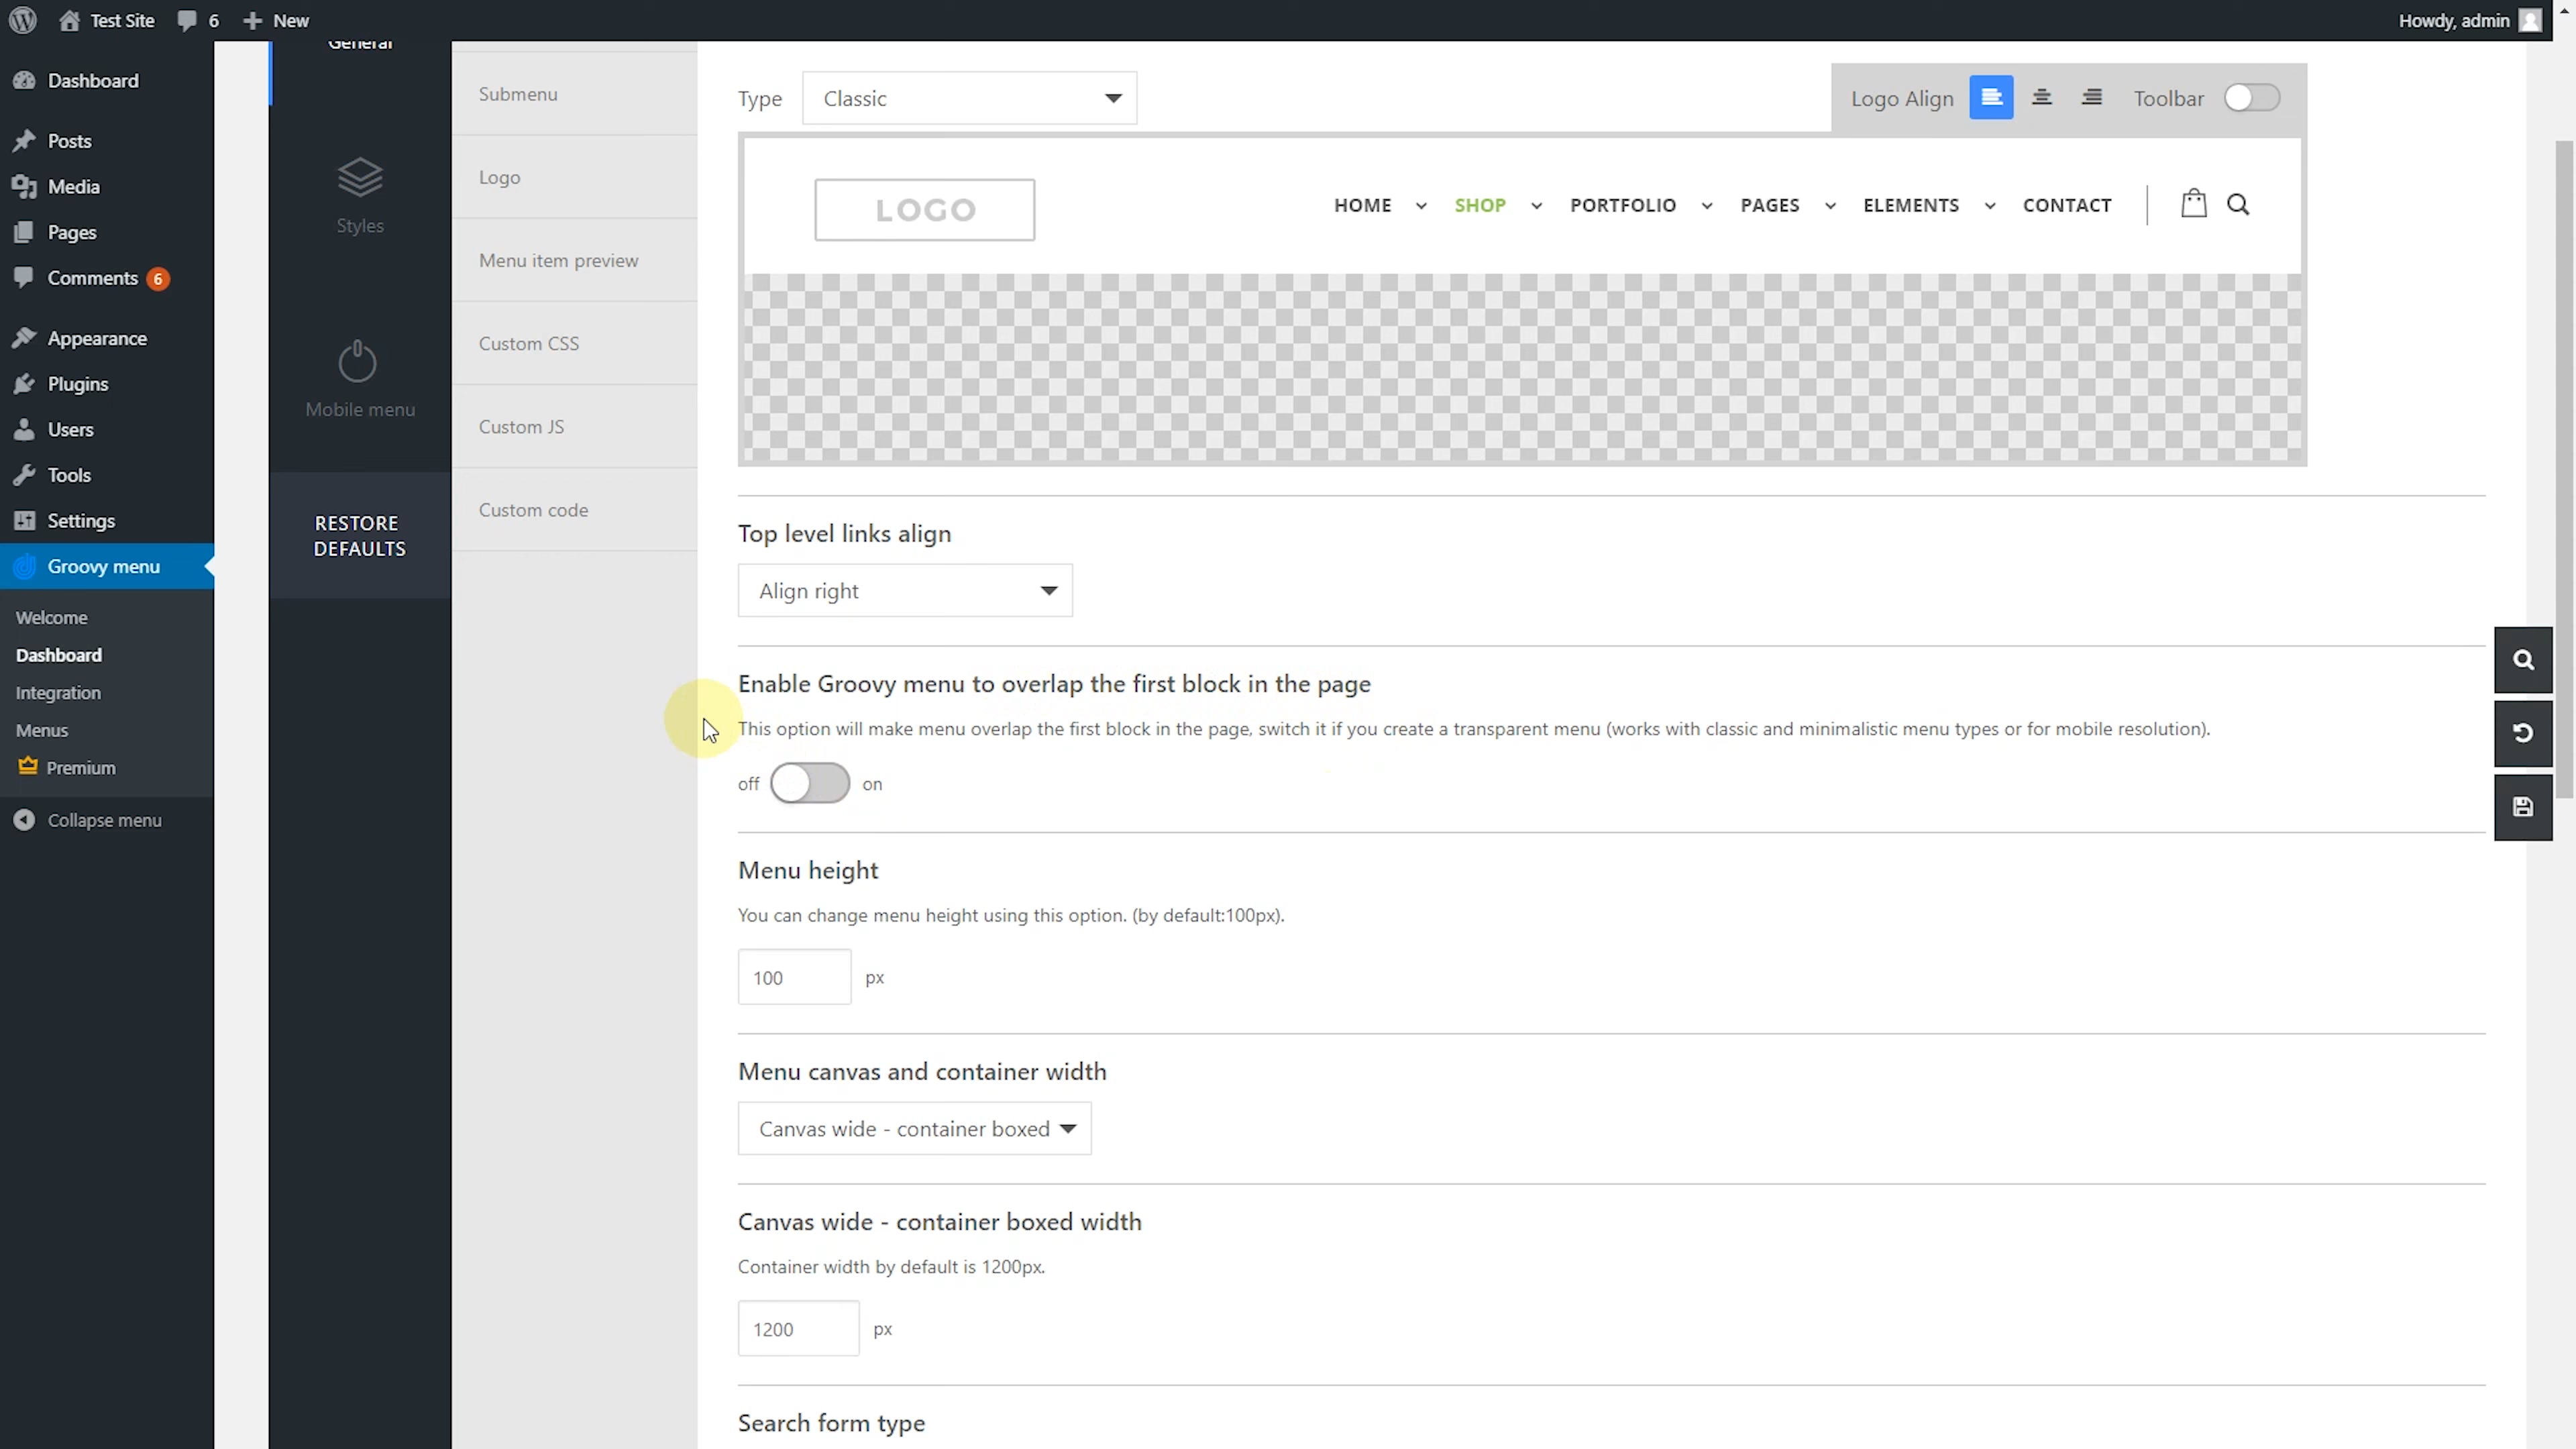 Test Site
6
New
Howdy, admin
Dashboard
Posts
Media
Pages
Comments 6
Appearance
Plugins
Users
Tools
Settings
Groovy menu
Welcome
Dashboard
Integration
Menus
Premium
Collapse menu
General
Styles
Mobile menu
RESTORE
DEFAULTS
Submenu
Logo
Menu item preview
Custom CSS
Custom JS
Custom code
Type Classic
Logo Align
Toolbar
LOGO
HOME SHOP PORTFOLIO PAGES ELEMENTS CONTACT
Top level links align
Align right
Enable Groovy menu to overlap the first block in the page
This option will make menu overlap the first block in the page, switch it if you create a transparent menu (works with classic and minimalistic menu types or for mobile resolution).
off on
Menu height
You can change menu height using this option. (by default:100px).
100 px
Menu canvas and container width
Canvas wide - container boxed
Canvas wide - container boxed width
Container width by default is 1200px.
1200 px
Search form type